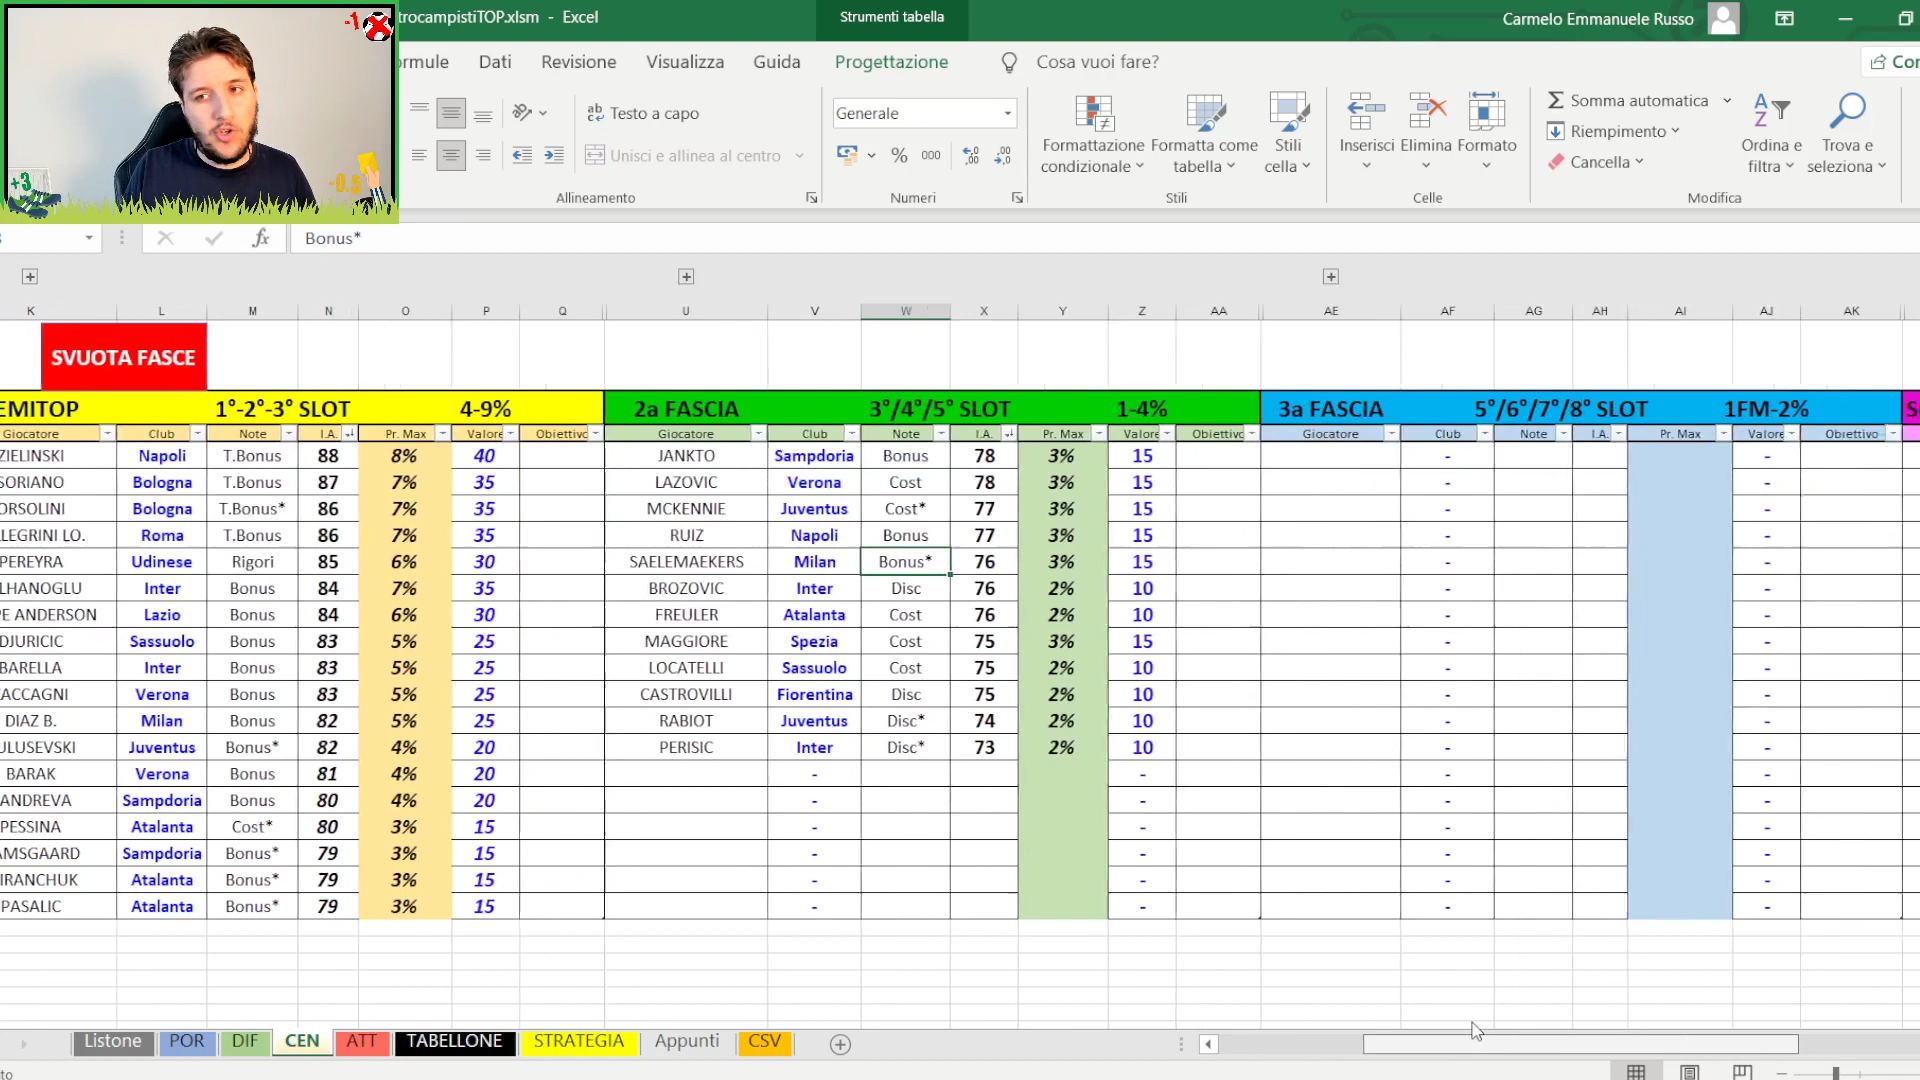 -1
+3
-0.5
trocampistiTOP.xlsm - Excel
Strumenti tabella
Carmelo Emmanuele Russo
Dati Revisione Visualizza Guida Progettazione Cosa vuoi fare?
Testo a capo
Unisci e allinea al centro
Allineamento
Generale
% 000
Numeri
Formattazione condizionale
Formatta come tabella
Stili cella
Stili
Inserisci Elimina Formato
Celle
Somma automatica
Riempimento
Cancella
Ordina e filtra
Trova e seleziona
Modifica
fx Bonus*
K L M N O P Q U V W X Y Z AA AE AF AG AH AI AJ AK
SVUOTA FASCE
EMITOP 1°-2°-3° SLOT 4-9% 2a FASCIA 3°/4°/5° SLOT 1-4% 3a FASCIA 5°/6°/7°/8° SLOT 1FM-2%
Giocatore Club Note I.A. Pr. Max Valore Obiettivo Giocatore Club Note I.A. Pr. Max Valore Obiettivo Giocatore Club Note I.A. Pr. Max Valore Obiettivo
ZIELINSKI Napoli T.Bonus 88 8% 40 JANKTO Sampdoria Bonus 78 3% 15 - -
SORIANO Bologna T.Bonus 87 7% 35 LAZOVIC Verona Cost 78 3% 15 - -
ORSOLINI Bologna T.Bonus* 86 7% 35 MCKENNIE Juventus Cost* 77 3% 15 - -
LLEGRINI LO. Roma T.Bonus 86 7% 35 RUIZ Napoli Bonus 77 3% 15 - -
PEREYRA Udinese Rigori 85 6% 30 SAELEMAEKERS Milan Bonus* 76 3% 15 - -
LHANOGLU Inter Bonus 84 7% 35 BROZOVIC Inter Disc 76 2% 10 - -
PE ANDERSON Lazio Bonus 84 6% 30 FREULER Atalanta Cost 76 2% 10 - -
DJURICIC Sassuolo Bonus 83 5% 25 MAGGIORE Spezia Cost 75 3% 15 - -
BARELLA Inter Bonus 83 5% 25 LOCATELLI Sassuolo Cost 75 2% 10 - -
ACCAGNI Verona Bonus 83 5% 25 CASTROVILLI Fiorentina Disc 75 2% 10 - -
DIAZ B. Milan Bonus 82 5% 25 RABIOT Juventus Disc* 74 2% 10 - -
ULUSEVSKI Juventus Bonus* 82 4% 20 PERISIC Inter Disc* 73 2% 10 - -
BARAK Verona Bonus 81 4% 20 - - - -
ANDREVA Sampdoria Bonus 80 4% 20 - - - -
PESSINA Atalanta Cost* 80 3% 15 - - - -
AMSGAARD Sampdoria Bonus* 79 3% 15 - - - -
IRANCHUK Atalanta Bonus* 79 3% 15 - - - -
PASALIC Atalanta Bonus* 79 3% 15 - - - -
Listone POR DIF CEN ATT TABELLONE STRATEGIA Appunti CSV